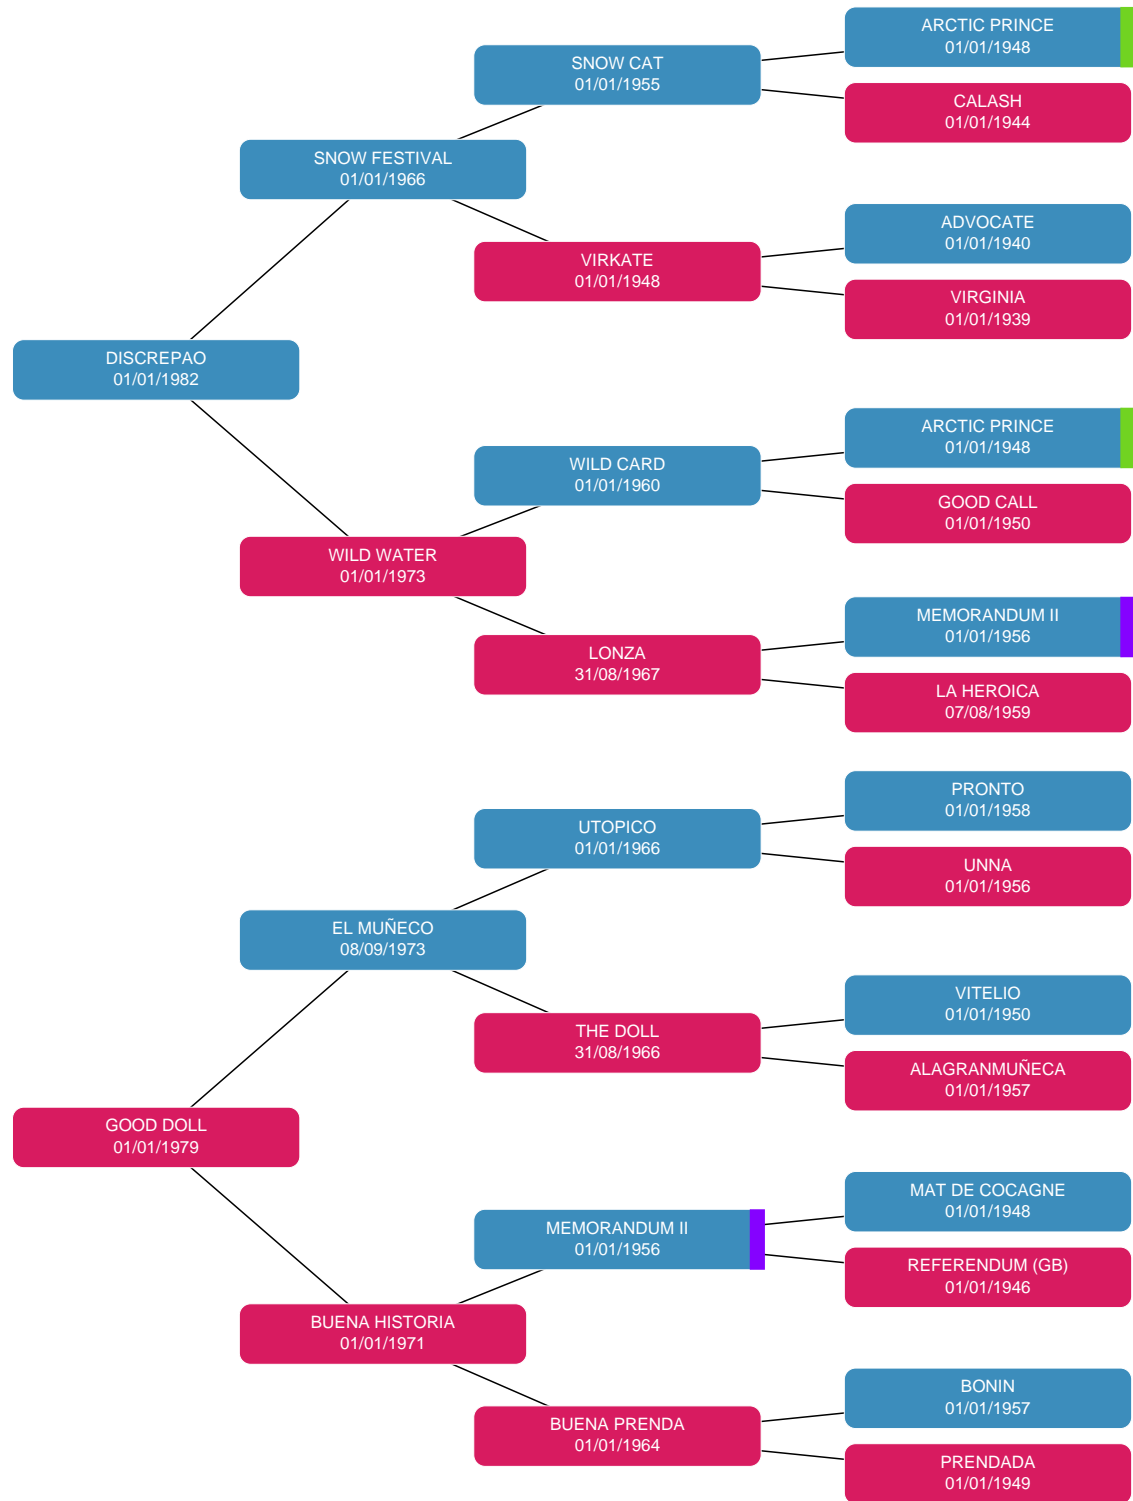 ARCTIC PRINCE
01/01/1948
SNOW CAT
01/01/1955
CALASH
01/01/1944
SNOW FESTIVAL
01/01/1966
ADVOCATE
01/01/1940
VIRKATE
01/01/1948
VIRGINIA
01/01/1939
DISCREPAO
01/01/1982
ARCTIC PRINCE
01/01/1948
WILD CARD
01/01/1960
GOOD CALL
01/01/1950
WILD WATER
01/01/1973
MEMORANDUM II
01/01/1956
LONZA
31/08/1967
LA HEROICA
07/08/1959
PRONTO
01/01/1958
UTOPICO
01/01/1966
UNNA
01/01/1956
EL MUÑECO
08/09/1973
VITELIO
01/01/1950
THE DOLL
31/08/1966
ALAGRANMUÑECA
01/01/1957
GOOD DOLL
01/01/1979
MAT DE COCAGNE
01/01/1948
MEMORANDUM II
01/01/1956
REFERENDUM (GB)
01/01/1946
BUENA HISTORIA
01/01/1971
BONIN
01/01/1957
BUENA PRENDA
01/01/1964
PRENDADA
01/01/1949